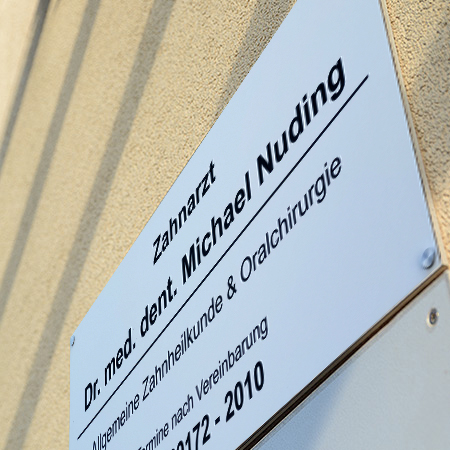 Zahnarzt
Dr. med. dent. Michael Nuding
Allgemeine Zahnheilkunde & Oralchirurgie
Termine nach Vereinbarung
0172 - 2010